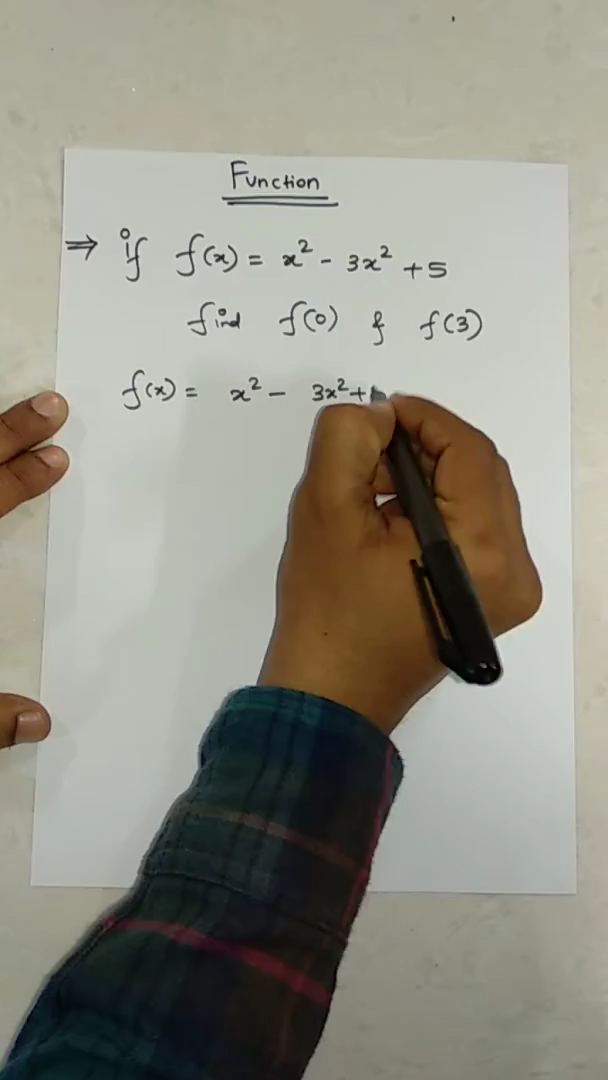 Function
⇒ if f(x) = x² - 3x² + 5
find f(0) & f(3)
f(x) = x² - 3x² +